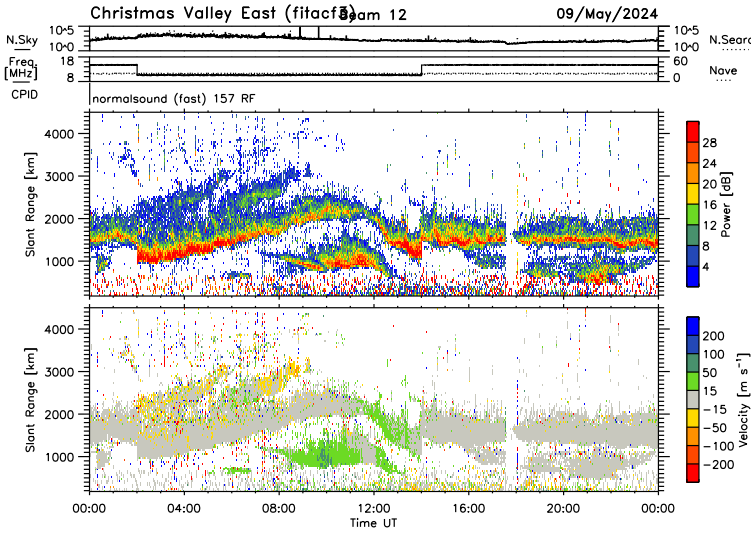 Christmas Valley East (fitacf3) Beam 12 09/May/2024
N.Sky 10^5 10^0 10^5 10^0 N.Searc
Freq. [MHz] 18 8 60 0 Nave
CPID normalsound (fast) 157 RF
Slant Range [km] 4000 3000 2000 1000
28 24 20 16 12 8 4 Power [dB]
Slant Range [km] 4000 3000 2000 1000
200 100 50 15 -15 -50 -100 -200 Velocity [m s⁻¹]
00:00 04:00 08:00 12:00 16:00 20:00 00:00
Time UT